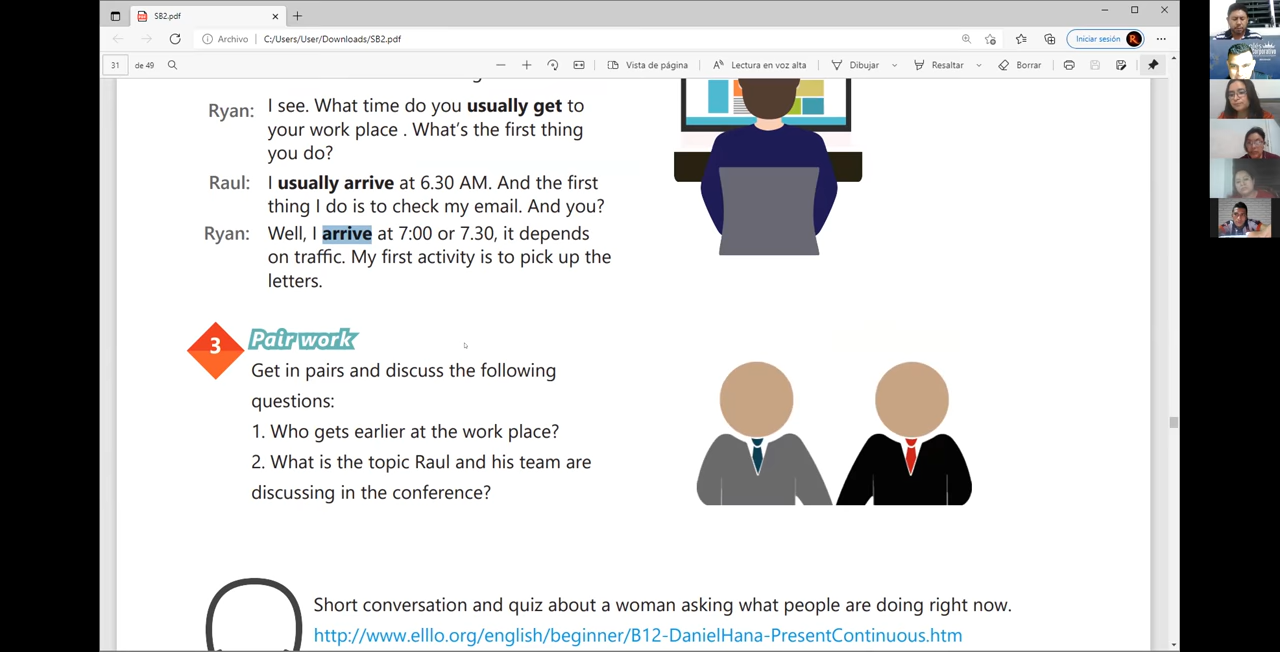 SB2.pdf
Archivo
C:/Users/User/Downloads/SB2.pdf
Iniciar sesión
31
de 49
Vista de página
Lectura en voz alta
Dibujar
Resaltar
Borrar
Ryan:
I see. What time do you usually get to
your work place . What's the first thing
you do?
Raul:
I usually arrive at 6.30 AM. And the first
thing I do is to check my email. And you?
Ryan:
Well, I arrive at 7:00 or 7.30, it depends
on traffic. My first activity is to pick up the
letters.
3
Pair work
Get in pairs and discuss the following
questions:
1. Who gets earlier at the work place?
2. What is the topic Raul and his team are
discussing in the conference?
Short conversation and quiz about a woman asking what people are doing right now.
http://www.elllo.org/english/beginner/B12-DanielHana-PresentContinuous.htm